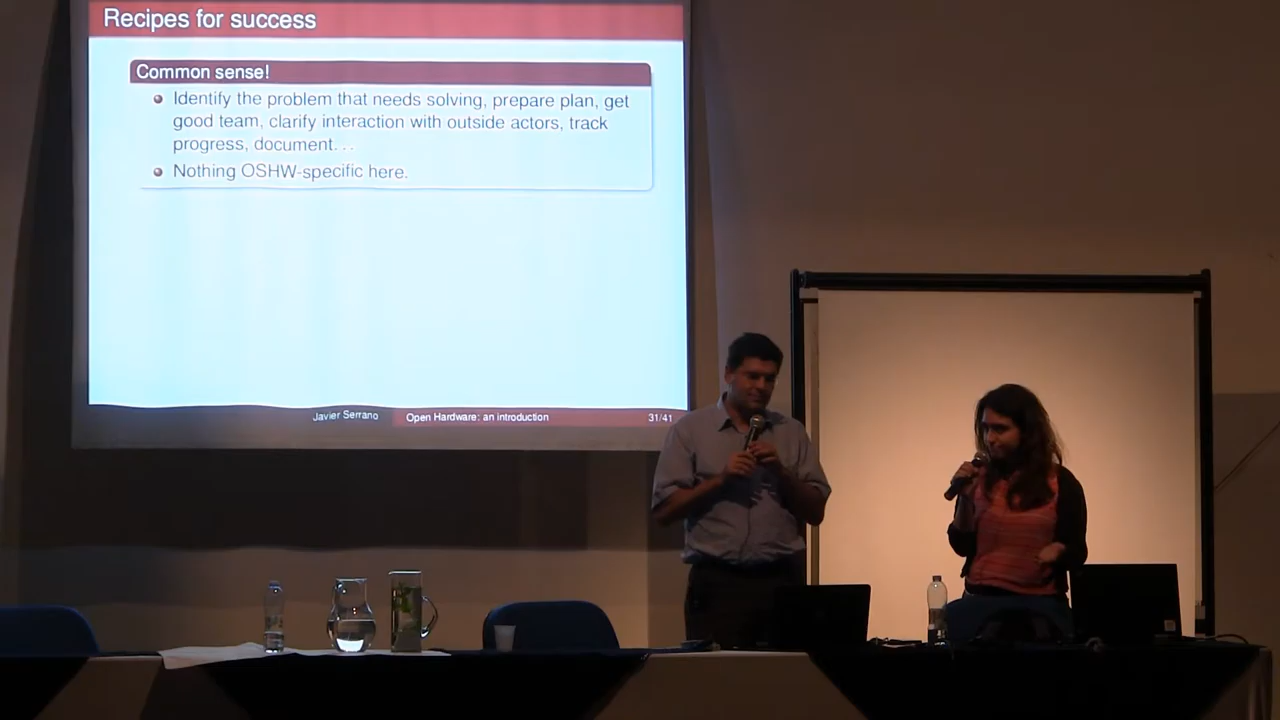 Recipes for success
Common sense!
Identify the problem that needs solving, prepare plan, get
good team, clarify interaction with outside actors, track
progress, document...
Nothing OSHW-specific here.
Javier Serrano Open Hardware: an introduction 31/41